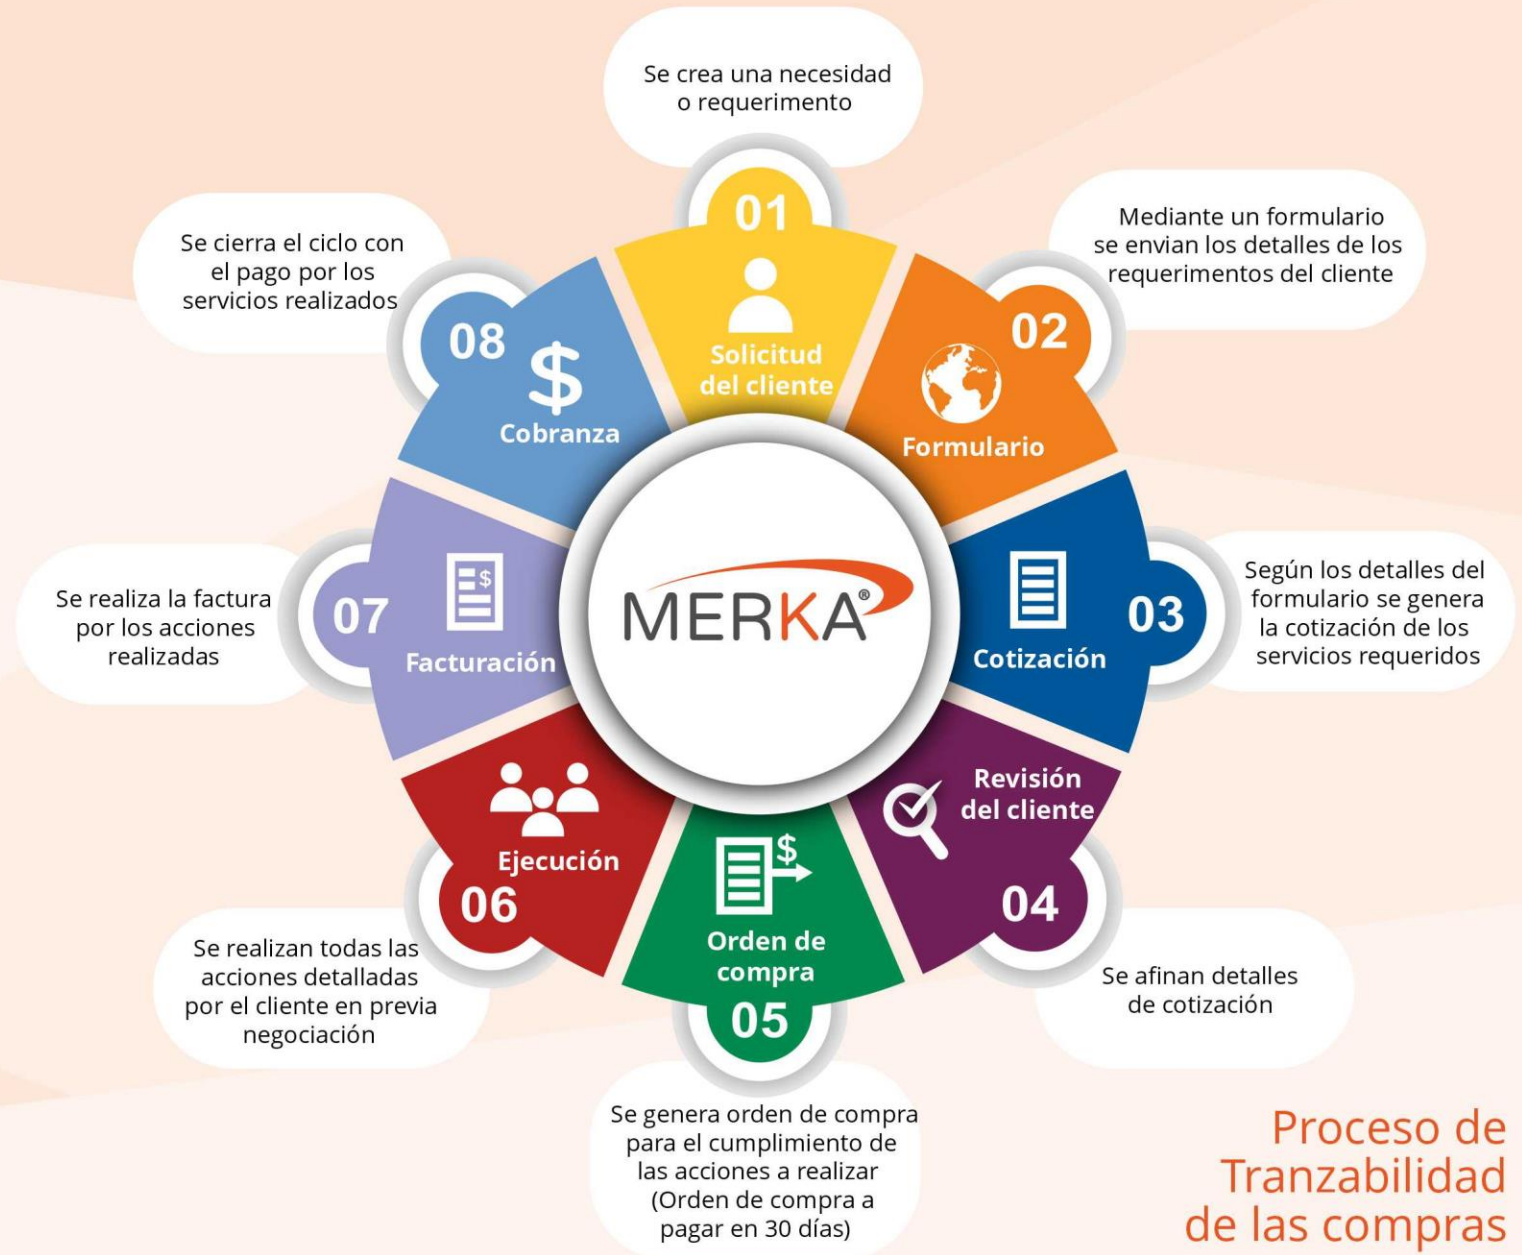 Se crea una necesidad
o requerimento
01
Solicitud
del cliente
Mediante un formulario
se envian los detalles de los
requerimentos del cliente
02
Formulario
Según los detalles del
formulario se genera
la cotización de los
servicios requeridos
03
Cotización
Revisión
del cliente
04
Se afinan detalles
de cotización
$
Orden de
compra
05
Se genera orden de compra
para el cumplimiento de
las acciones a realizar
(Orden de compra a
pagar en 30 días)
Ejecución
06
Se realizan todas las
acciones detalladas
por el cliente en previa
negociación
Se realiza la factura
por los acciones
realizadas
07
$
Facturación
Se cierra el ciclo con
el pago por los
servicios realizados
08
$
Cobranza
MERKA®
Proceso de
Tranzabilidad
de las compras